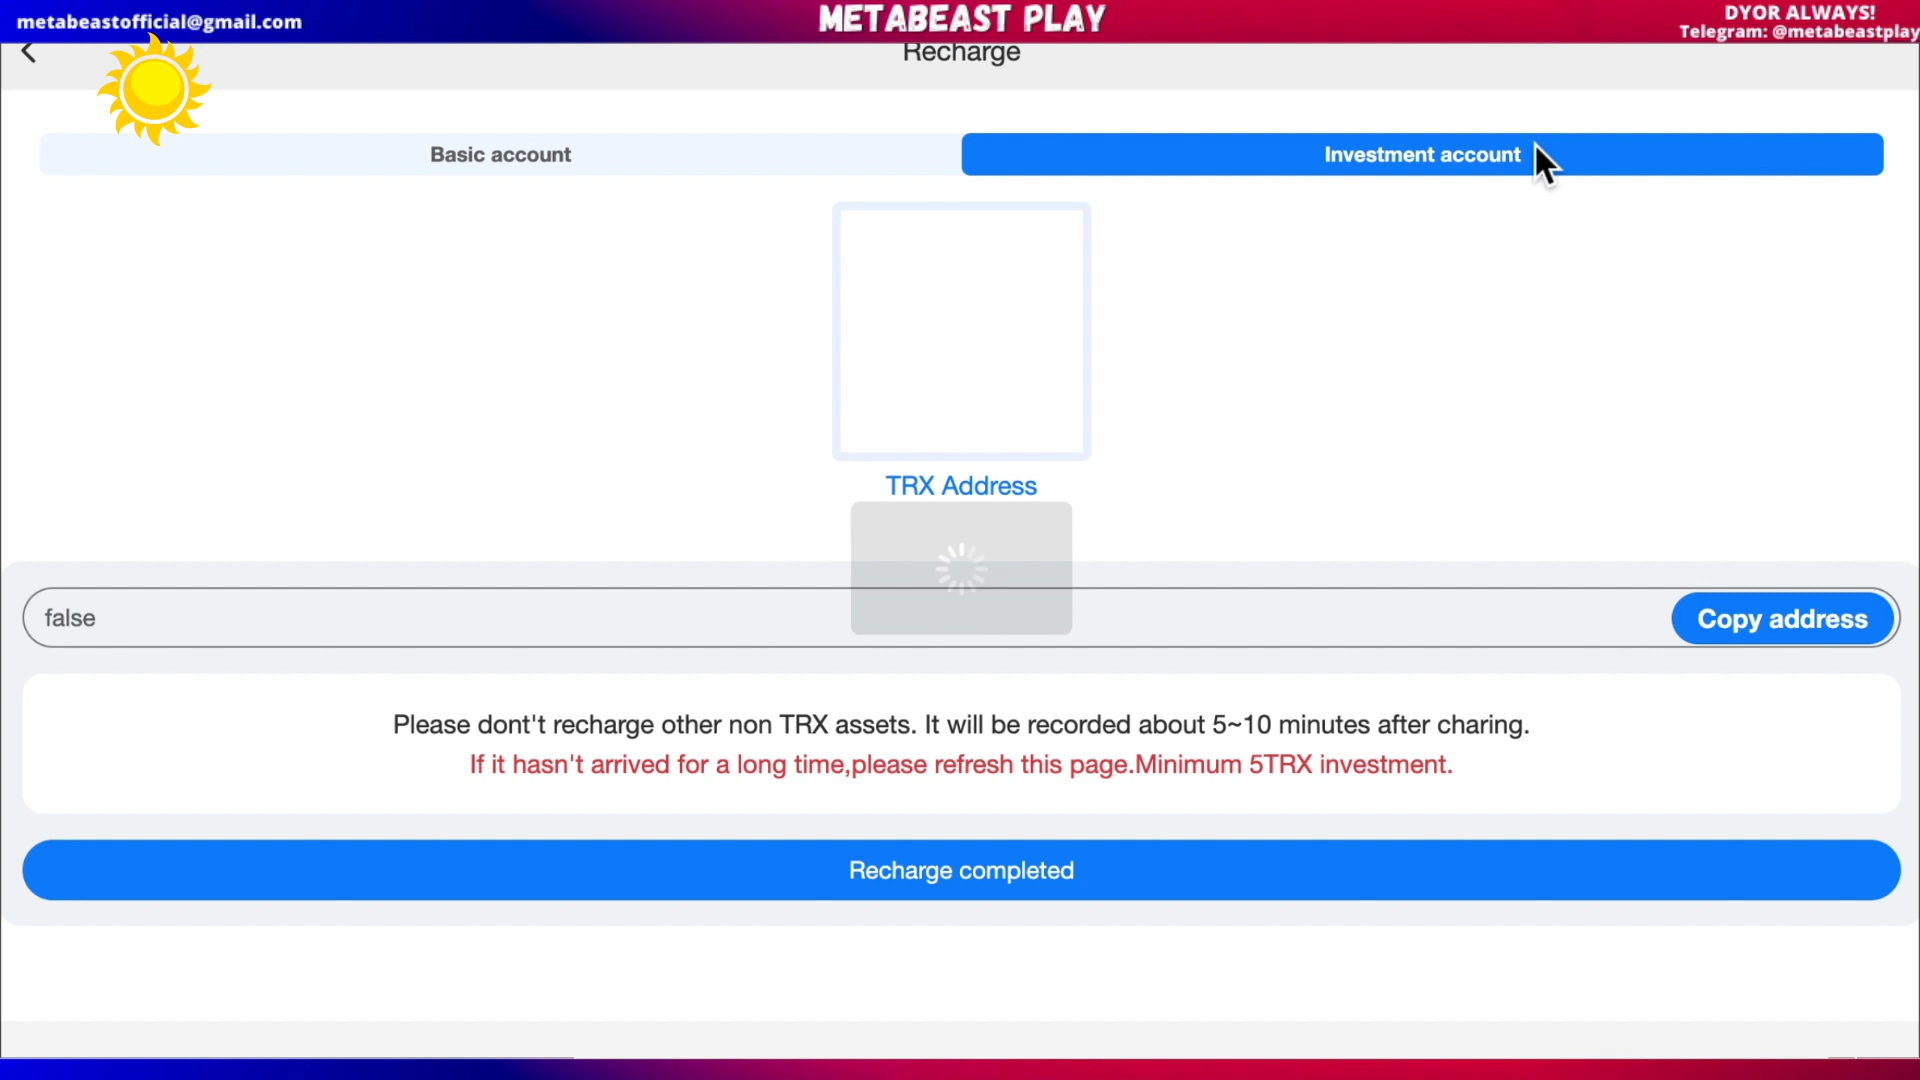 metabeastofficial@gmail.com
METABEAST PLAY
DYOR ALWAYS!
Telegram: @metabeastplay
Recharge
Basic account
Investment account
TRX Address
false
Copy address
Please dont't recharge other non TRX assets. It will be recorded about 5~10 minutes after charing.
If it hasn't arrived for a long time,please refresh this page.Minimum 5TRX investment.
Recharge completed